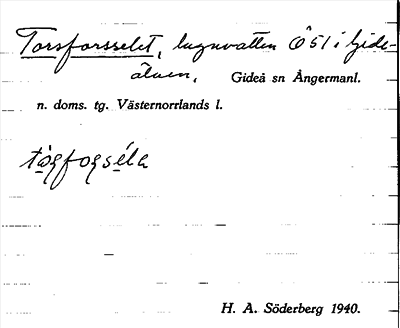 Torsforsselet, lugnvatten Ö 51 i Gide-
älven, Gideå sn Ångermanl.
n. doms. tg. Västernorrlands l.
H. A. Söderberg 1940.